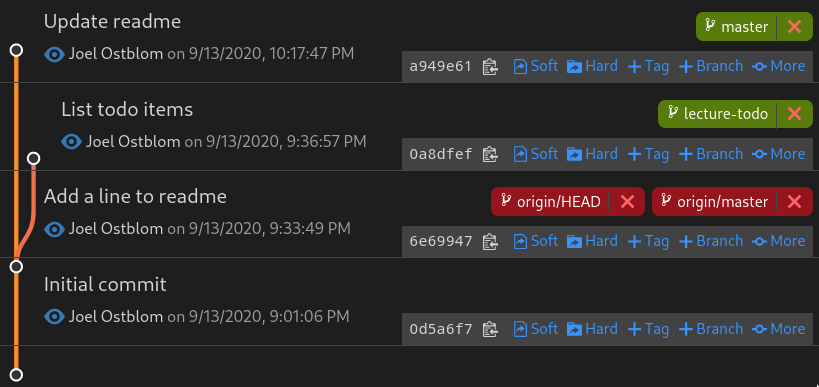 Update readme
master
Joel Ostblom on 9/13/2020, 10:17:47 PM
a949e61 Soft Hard Tag Branch More
List todo items
lecture-todo
Joel Ostblom on 9/13/2020, 9:36:57 PM
0a8dfef Soft Hard Tag Branch More
Add a line to readme
origin/HEAD origin/master
Joel Ostblom on 9/13/2020, 9:33:49 PM
6e69947 Soft Hard Tag Branch More
Initial commit
Joel Ostblom on 9/13/2020, 9:01:06 PM
0d5a6f7 Soft Hard Tag Branch More